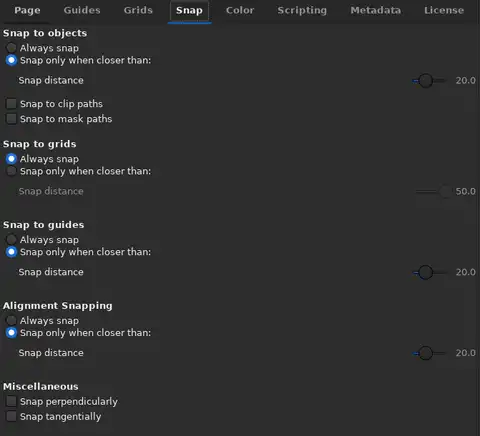 Page Guides Grids Snap Color Scripting Metadata License
Snap to objects
Always snap
Snap only when closer than:
Snap distance 20.0
Snap to clip paths
Snap to mask paths
Snap to grids
Always snap
Snap only when closer than:
Snap distance 50.0
Snap to guides
Always snap
Snap only when closer than:
Snap distance 20.0
Alignment Snapping
Always snap
Snap only when closer than:
Snap distance 20.0
Miscellaneous
Snap perpendicularly
Snap tangentially